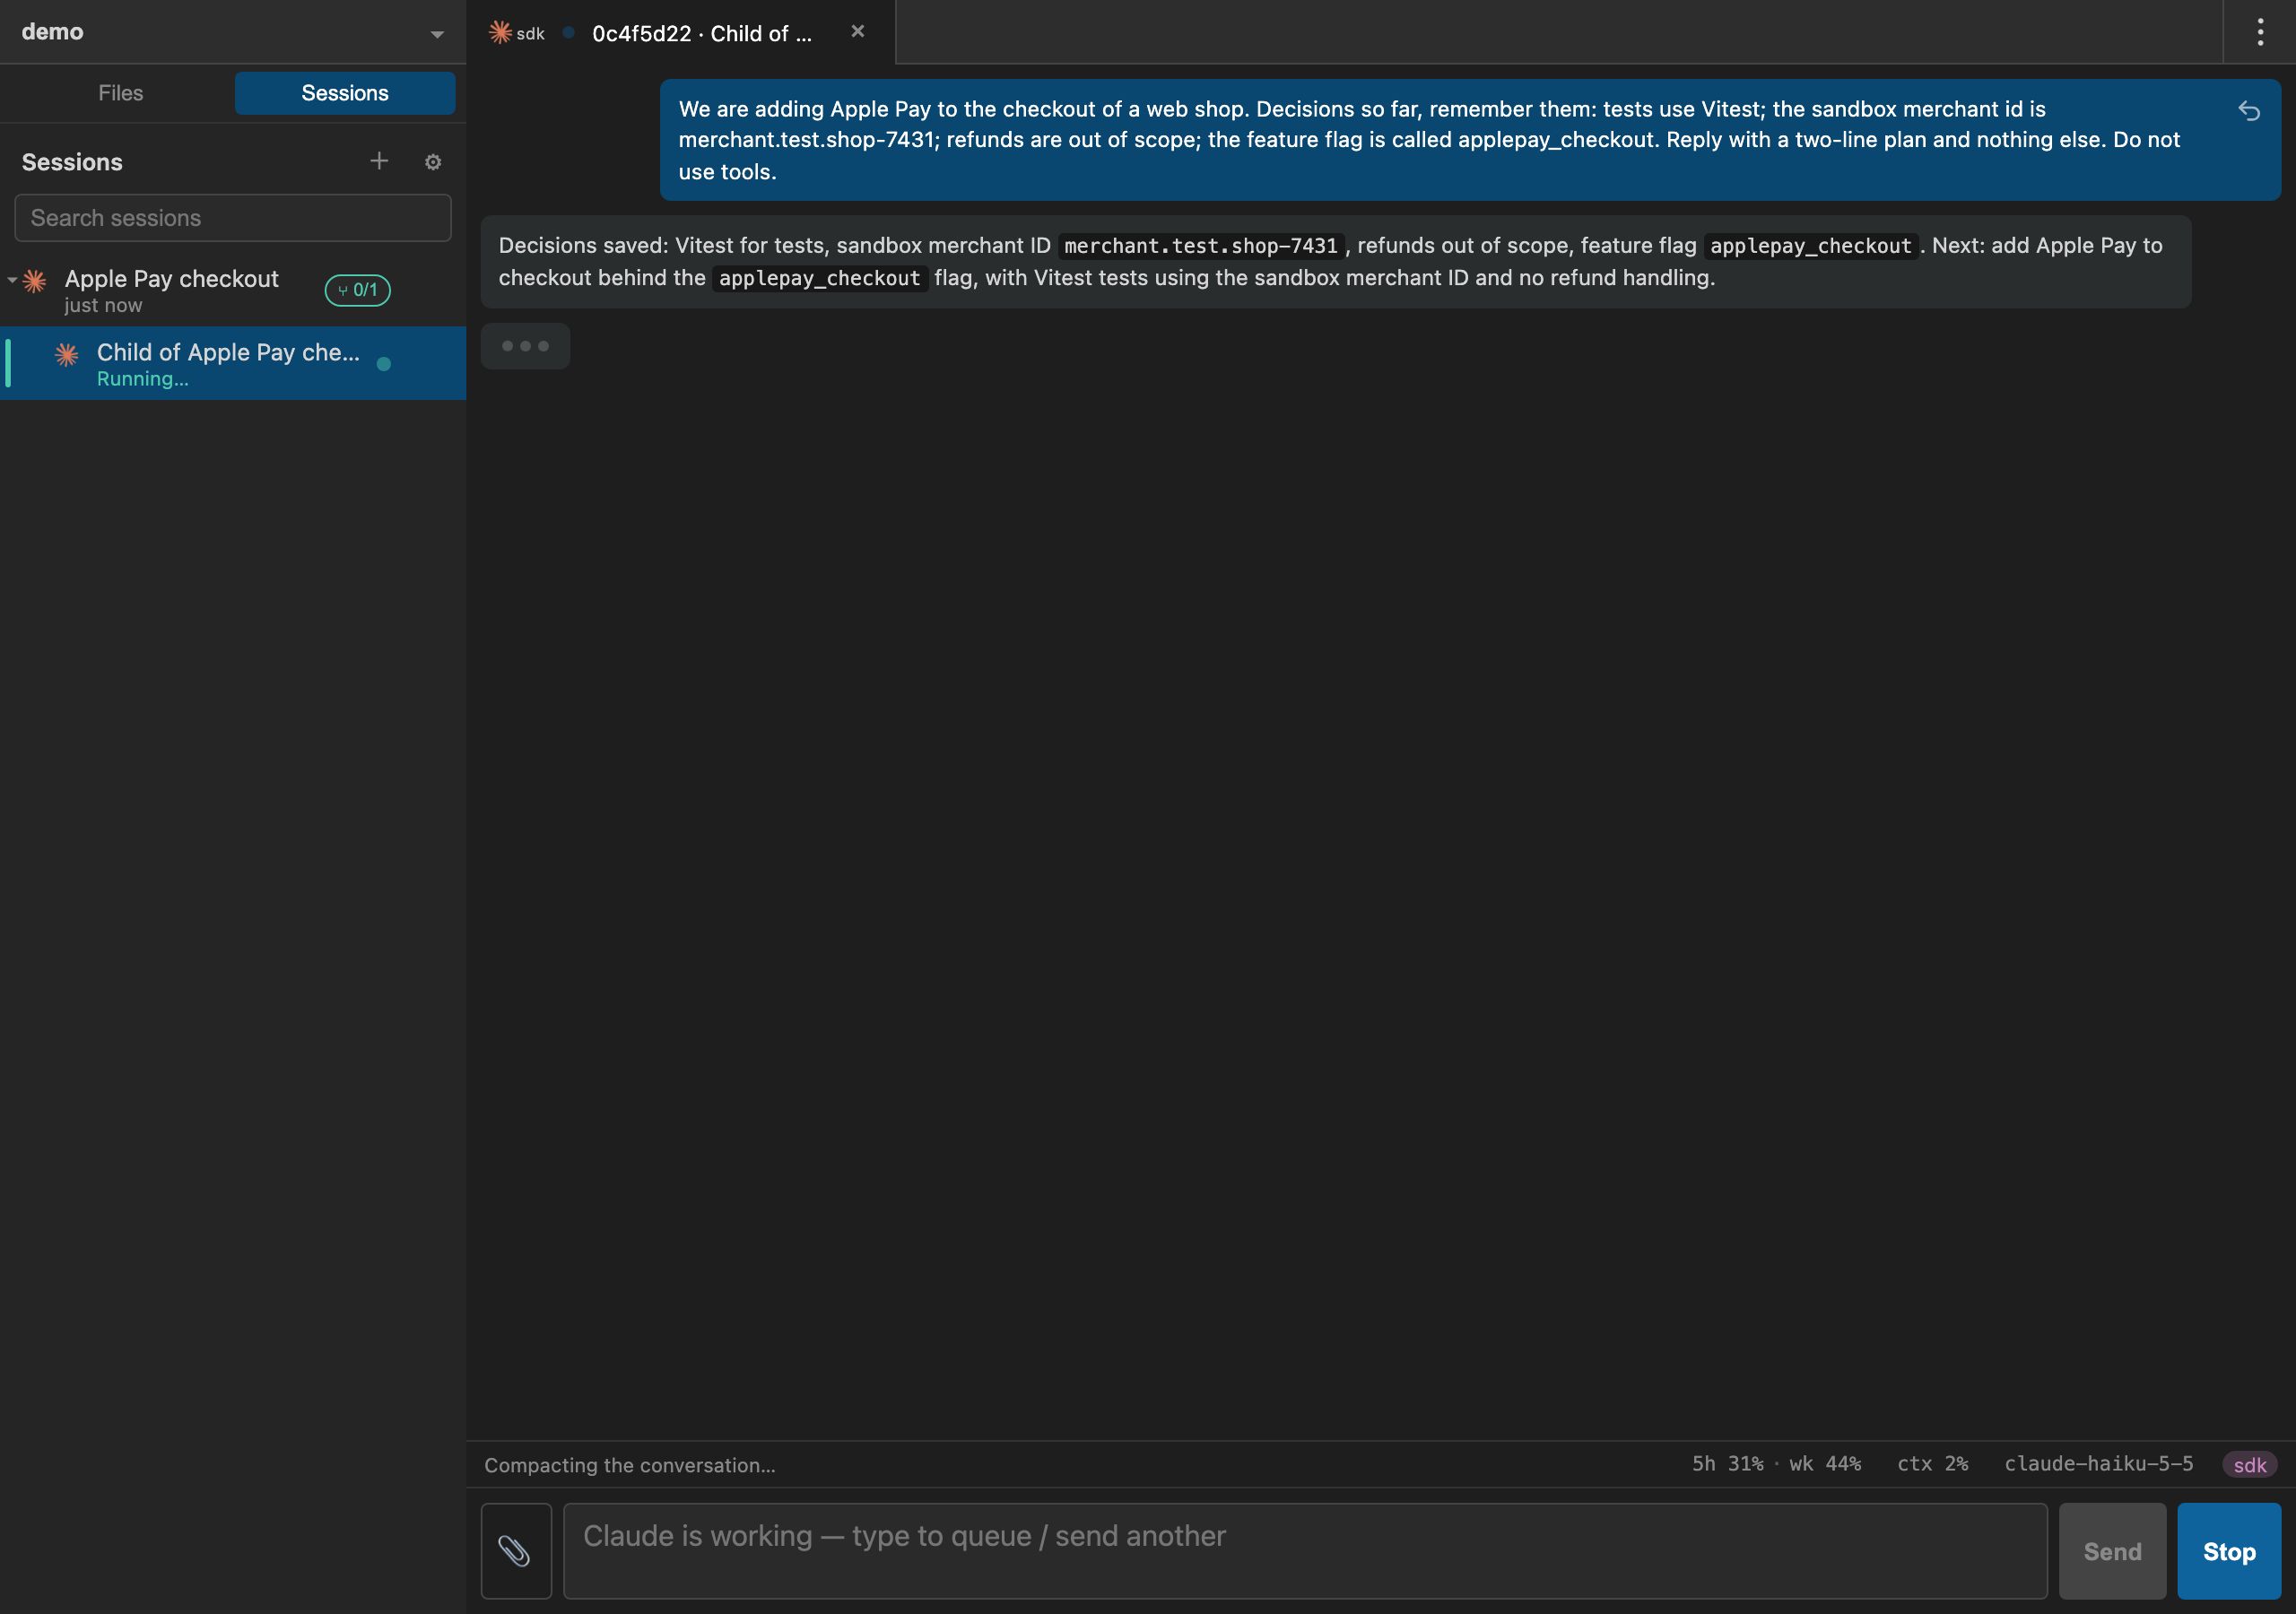 demo
Files
Sessions
Sessions
Search sessions
Apple Pay checkout
just now
0/1
Child of Apple Pay che...
Running...
sdk
0c4f5d22 · Child of ...
We are adding Apple Pay to the checkout of a web shop. Decisions so far, remember them: tests use Vitest; the sandbox merchant id is
merchant.test.shop-7431; refunds are out of scope; the feature flag is called applepay_checkout. Reply with a two-line plan and nothing else. Do not
use tools.
Decisions saved: Vitest for tests, sandbox merchant ID merchant.test.shop-7431, refunds out of scope, feature flag applepay_checkout. Next: add Apple Pay to
checkout behind the applepay_checkout flag, with Vitest tests using the sandbox merchant ID and no refund handling.
Compacting the conversation...
5h 31% · wk 44% ctx 2% claude-haiku-5-5 sdk
Claude is working — type to queue / send another
Send
Stop